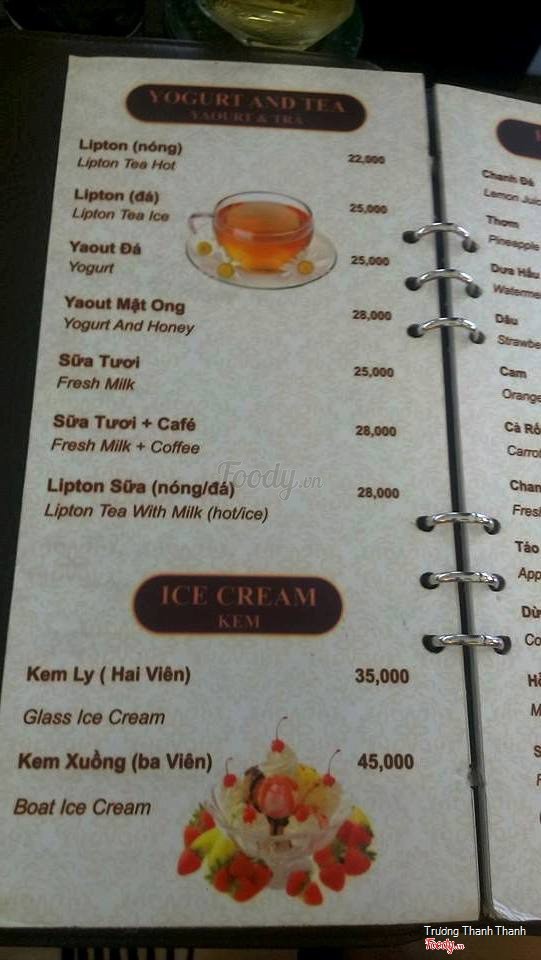 YOGURT AND TEA
YAOURT & TRÀ
Lipton (nóng) 22,000
Lipton Tea Hot
Lipton (đá) 25,000
Lipton Tea Ice
Yaout Đá 25,000
Yogurt
Yaout Mật Ong 28,000
Yogurt And Honey
Sữa Tươi 25,000
Fresh Milk
Sữa Tươi + Café 28,000
Fresh Milk + Coffee
Lipton Sữa (nóng/đá) 28,000
Lipton Tea With Milk (hot/ice)
Foody.vn
ICE CREAM
KEM
Kem Ly ( Hai Viên) 35,000
Glass Ice Cream
Kem Xuồng (ba Viên) 45,000
Boat Ice Cream
Chanh Đá
Lemon Juic
Thơm
Pineapple
Dưa Hấu
Waterme
Dâu
Strawbe
Cam
Orange
Cà Rố
Carro
Chan
Fres
Táo
App
Dừ
Co
M
Trương Thanh Thanh
Foody.vn